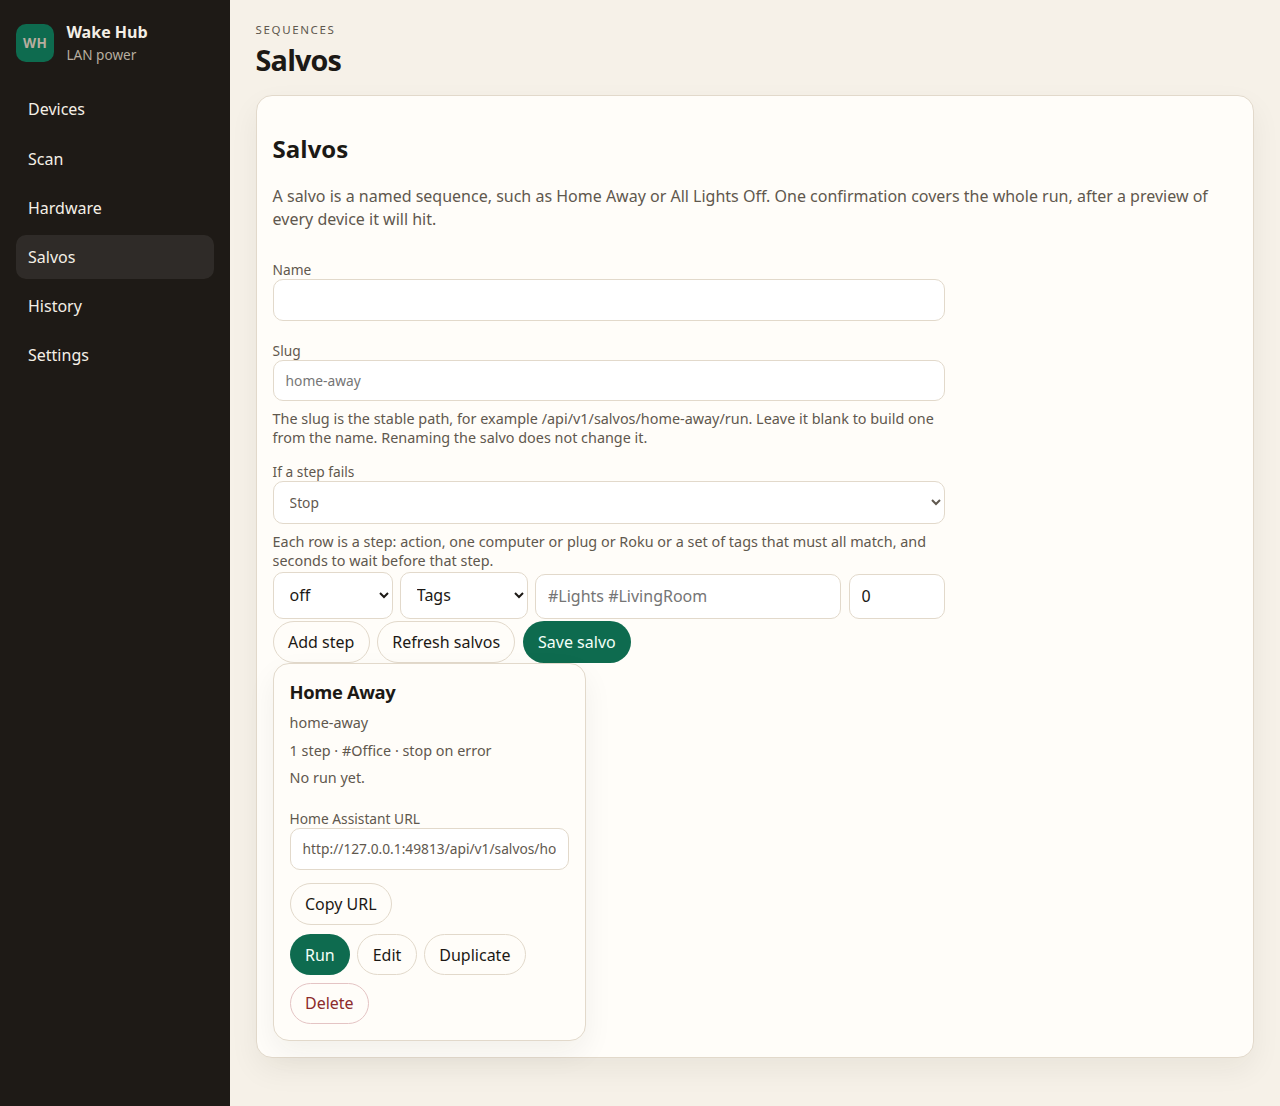 WH
Wake Hub
LAN power
Devices
Scan
Hardware
Salvos
History
Settings
SEQUENCES
Salvos
Salvos
A salvo is a named sequence, such as Home Away or All Lights Off. One confirmation covers the whole run, after a preview of
every device it will hit.
Name
Slug
home-away
The slug is the stable path, for example /api/v1/salvos/home-away/run. Leave it blank to build one
from the name. Renaming the salvo does not change it.
If a step fails
Stop
Each row is a step: action, one computer or plug or Roku or a set of tags that must all match, and
seconds to wait before that step.
off Tags #Lights #LivingRoom 0
Add step Refresh salvos Save salvo
Home Away
home-away
1 step · #Office · stop on error
No run yet.
Home Assistant URL
http://127.0.0.1:49813/api/v1/salvos/ho
Copy URL
Run Edit Duplicate
Delete